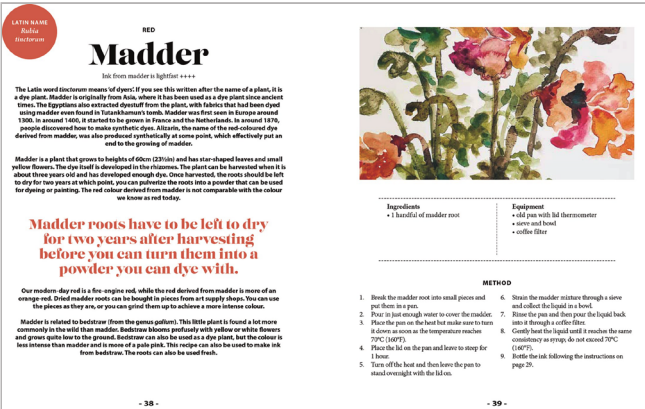 LATIN NAME
Rubia
tinctorum
RED
Madder
Ink from madder is lightfast ++++
The Latin word tinctorum means ‘of dyers’. If you see this written after the name of a plant, it is
a dye plant. Madder is originally from Asia, where it has been used as a dye plant since ancient
times. The Egyptians also extracted dyestuff from the plant, with fabrics that had been dyed
using madder even found in Tutankhamun’s tomb. Madder was first seen in Europe around
1300. In around 1400, it started to be grown in France and the Netherlands. In around 1870,
people discovered how to make synthetic dyes. Alizarin, the name of the red-coloured dye
derived from madder, was also produced synthetically at some point, which effectively put an
end to the growing of madder.
Madder is a plant that grows to heights of 60cm (23½in) and has star-shaped leaves and small
yellow flowers. The dye itself is developed in the rhizomes. The plant can be harvested when it is
about three years old and has developed enough dye. Once harvested, the roots should be left
to dry for two years at which point, you can pulverize the roots into a powder that can be used
for dyeing or painting. The red colour derived from madder is not comparable with the colour
we know as red today.
Madder roots have to be left to dry
for two years after harvesting
before you can turn them into a
powder you can dye with.
Our modern-day red is a fire-engine red, while the red derived from madder is more of an
orange-red. Dried madder roots can be bought in pieces from art supply shops. You can use
the pieces as they are, or you can grind them up to achieve a more intense colour.
Madder is related to bedstraw (from the genus galium). This little plant is found a lot more
commonly in the wild than madder. Bedstraw blooms profusely with yellow or white flowers
and grows quite low to the ground. Bedstraw can also be used as a dye plant, but the colour is
less intense than madder and is more of a pale pink. This recipe can also be used to make ink
from bedstraw. The roots can also be used fresh.
- 38 -
Ingredients
• 1 handful of madder root
Equipment
• old pan with lid thermometer
• sieve and bowl
• coffee filter
METHOD
1. Break the madder root into small pieces and
put them in a pan.
2. Pour in just enough water to cover the madder.
3. Place the pan on the heat but make sure to turn
it down as soon as the temperature reaches
70°C (160°F).
4. Place the lid on the pan and leave to steep for
1 hour.
5. Turn off the heat and then leave the pan to
stand overnight with the lid on.
6. Strain the madder mixture through a sieve
and collect the liquid in a bowl.
7. Rinse the pan and then pour the liquid back
into it through a coffee filter.
8. Gently heat the liquid until it reaches the same
consistency as syrup; do not exceed 70°C
(160°F).
9. Bottle the ink following the instructions on
page 29.
- 39 -